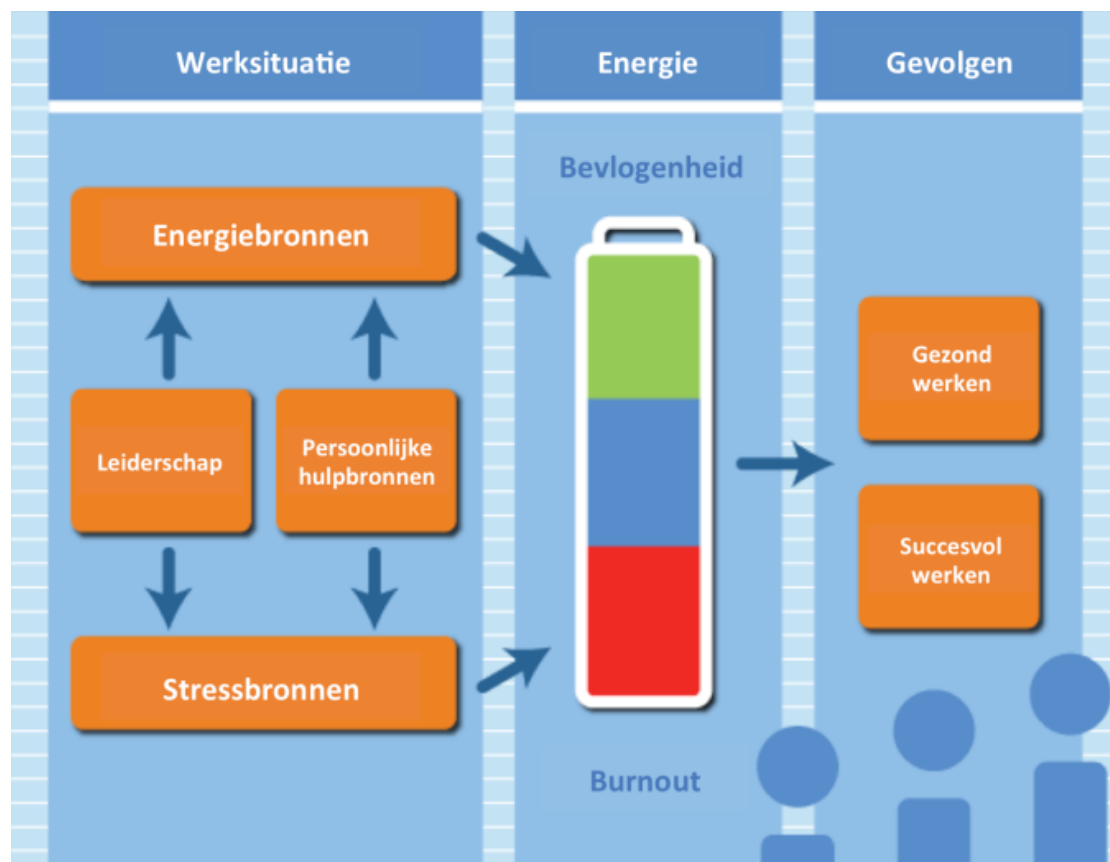 Werksituatie
Energie
Gevolgen
Bevlogenheid
Energiebronnen
Leiderschap
Persoonlijke
hulpbronnen
Stressbronnen
Burnout
Gezond
werken
Succesvol
werken